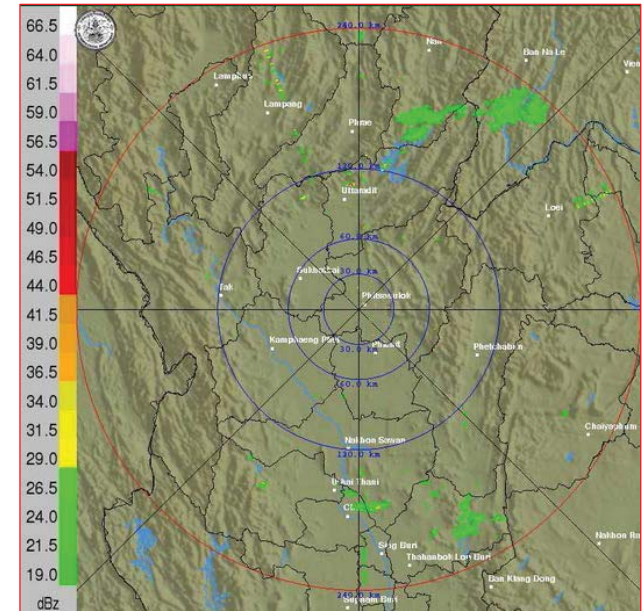 66.5
64.0
61.5
59.0
56.5
54.0
51.5
49.0
46.5
44.0
41.5
39.0
36.5
34.0
31.5
29.0
26.5
24.0
21.5
19.0
dBz
240.0 km
Nan
Ban Na Le
Lampang
Phrae
120.0 km
Uttaradit
Loei
60.0 km
30.0 km
Sukhothai
Tak
Phitsanulok
Kamphaeng Phet
30.0 km
Phetchabun
60.0 km
Nakhon Sawan
120.0 km
Chaiyaphum
Uthai Thani
Sing Buri
Thahanbok Lop Buri
Ban Klang Dong
240.0 km
Suphan Buri